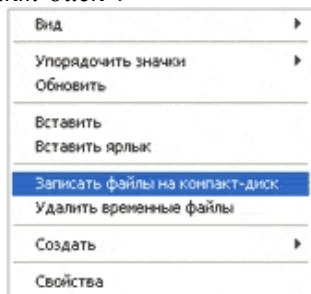 Вид
Упорядочить значки
Обновить
Вставить
Вставить ярлык
Записать файлы на компакт-диск
Удалить временные файлы
Создать
Свойства